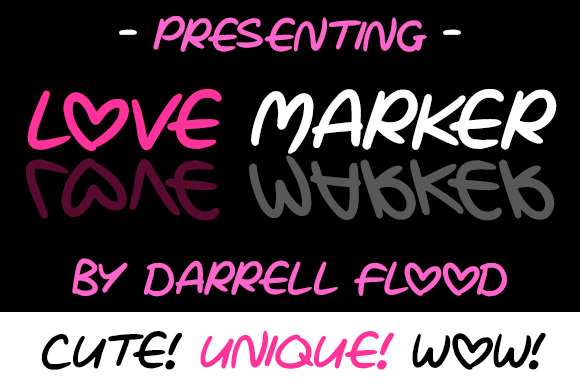 - PRESENTING -
LOVE MARKER
BY DARRELL FLOOD
CUTE! UNIQUE! WOW!